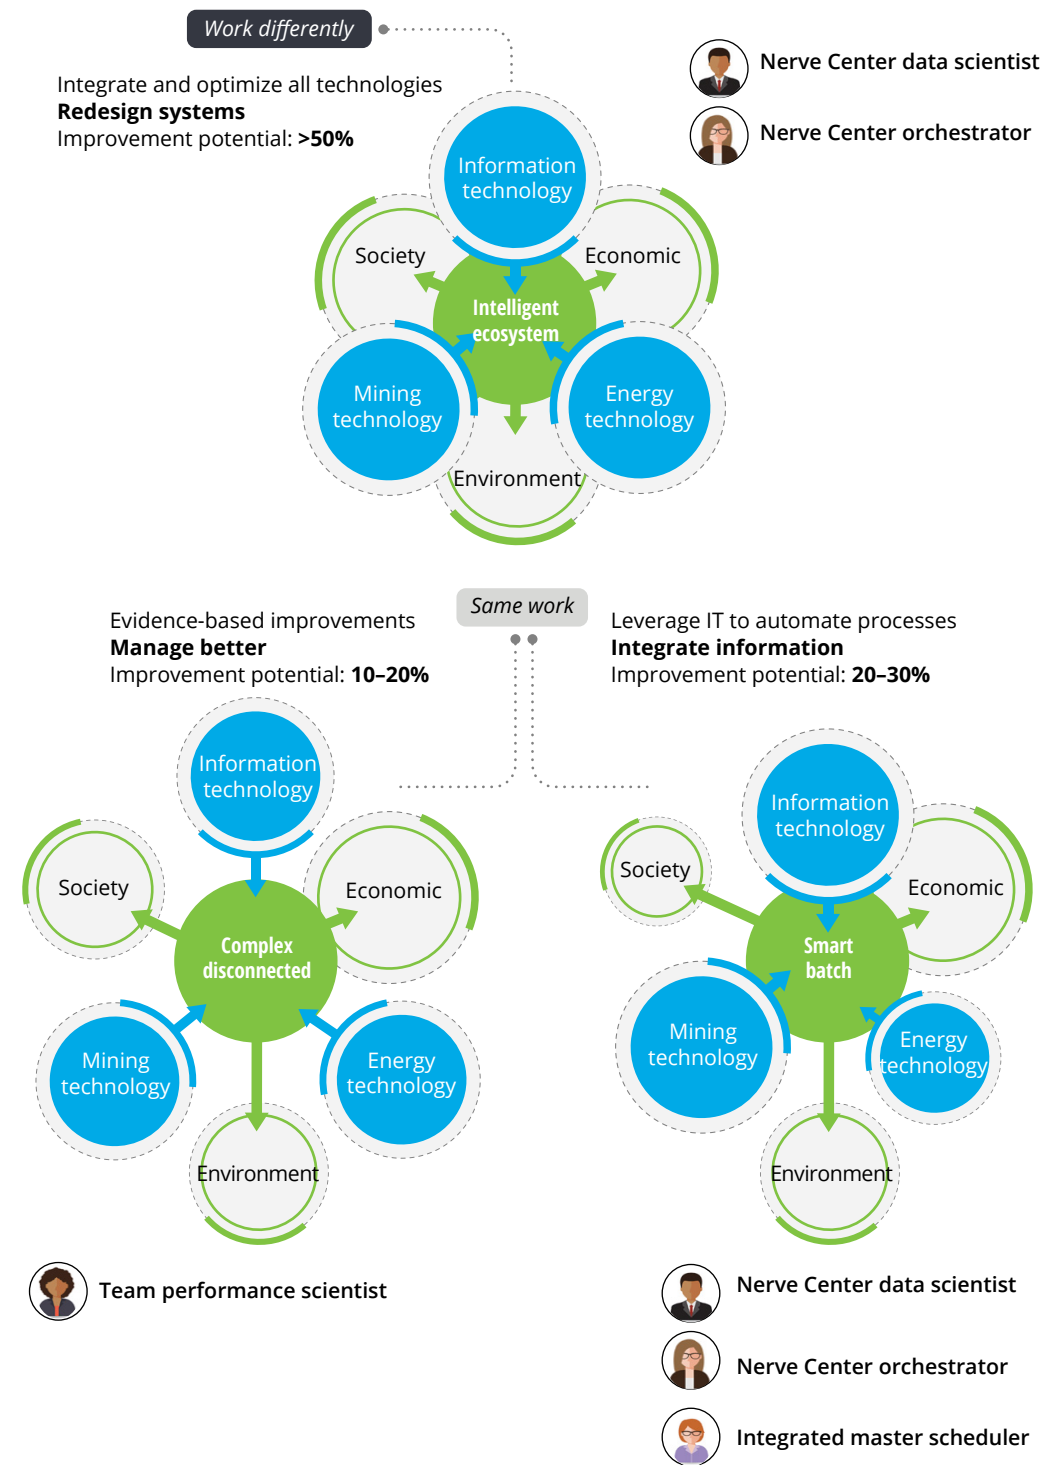 Work differently
Integrate and optimize all technologies
Redesign systems
Improvement potential: >50%
Nerve Center data scientist
Nerve Center orchestrator
Information
technology
Society
Economic
Intelligent
ecosystem
Mining
technology
Energy
technology
Environment
Same work
Evidence-based improvements
Manage better
Improvement potential: 10–20%
Leverage IT to automate processes
Integrate information
Improvement potential: 20–30%
Information
technology
Society
Economic
Complex
disconnected
Mining
technology
Energy
technology
Environment
Team performance scientist
Information
technology
Society
Economic
Smart
batch
Mining
technology
Energy
technology
Environment
Nerve Center data scientist
Nerve Center orchestrator
Integrated master scheduler